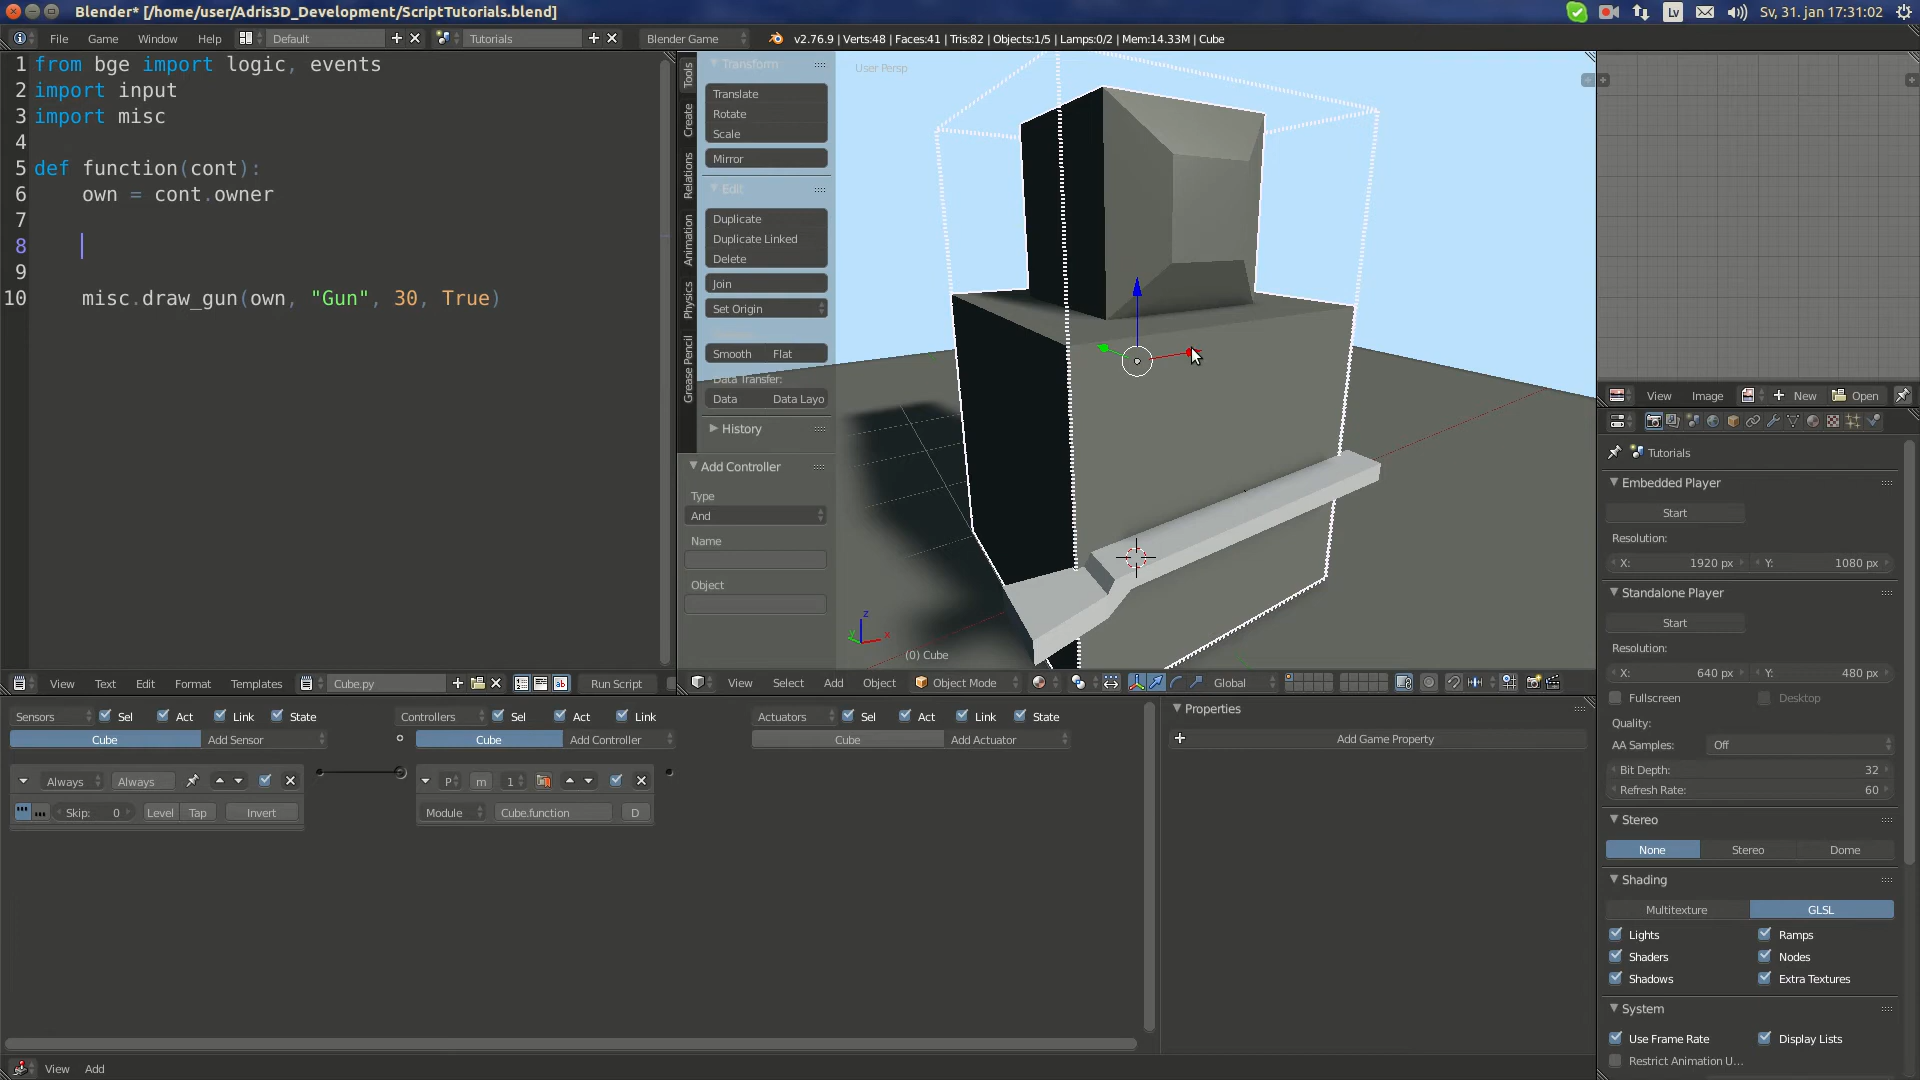 Blender* [/home/user/Adris3D_Development/ScriptTutorials.blend]
Lv
Sv, 31. jan 17:31:02
File Game Window Help Default Tutorials Blender Game v2.76.9 | Verts:48 | Faces:41 | Tris:82 | Objects:1/5 | Lamps:0/2 | Mem:14.33M | Cube
1 from bge import logic, events
2 import input
3 import misc
4
5 def function(cont):
6 own = cont.owner
7
8
9
10 misc.draw_gun(own, "Gun", 30, True)
View Text Edit Format Templates Cube.py Run Script
Tools
Create
Relations
Animation
Physics
Grease Pencil
Transform
Translate
Rotate
Scale
Mirror
Edit
Duplicate
Duplicate Linked
Delete
Join
Set Origin
Smooth Flat
Data Transfer:
Data Data Layo
History
Add Controller
Type
And
Name
Object
User Persp
z
y x
(0) Cube
View Select Add Object Object Mode Global
View Image New Open
Tutorials
Embedded Player
Start
Resolution:
X: 1920 px Y: 1080 px
Standalone Player
Start
Resolution:
X: 640 px Y: 480 px
Fullscreen Desktop
Quality:
AA Samples: Off
Bit Depth: 32
Refresh Rate: 60
Stereo
None Stereo Dome
Shading
Multitexture GLSL
Lights Ramps
Shaders Nodes
Shadows Extra Textures
System
Use Frame Rate Display Lists
Restrict Animation U...
Sensors Sel Act Link State
Cube Add Sensor
Always Always
Skip: 0 Level Tap Invert
Controllers Sel Act Link
Cube Add Controller
P m 1
Module Cube.function D
Actuators Sel Act Link State
Cube Add Actuator
Properties
Add Game Property
View Add